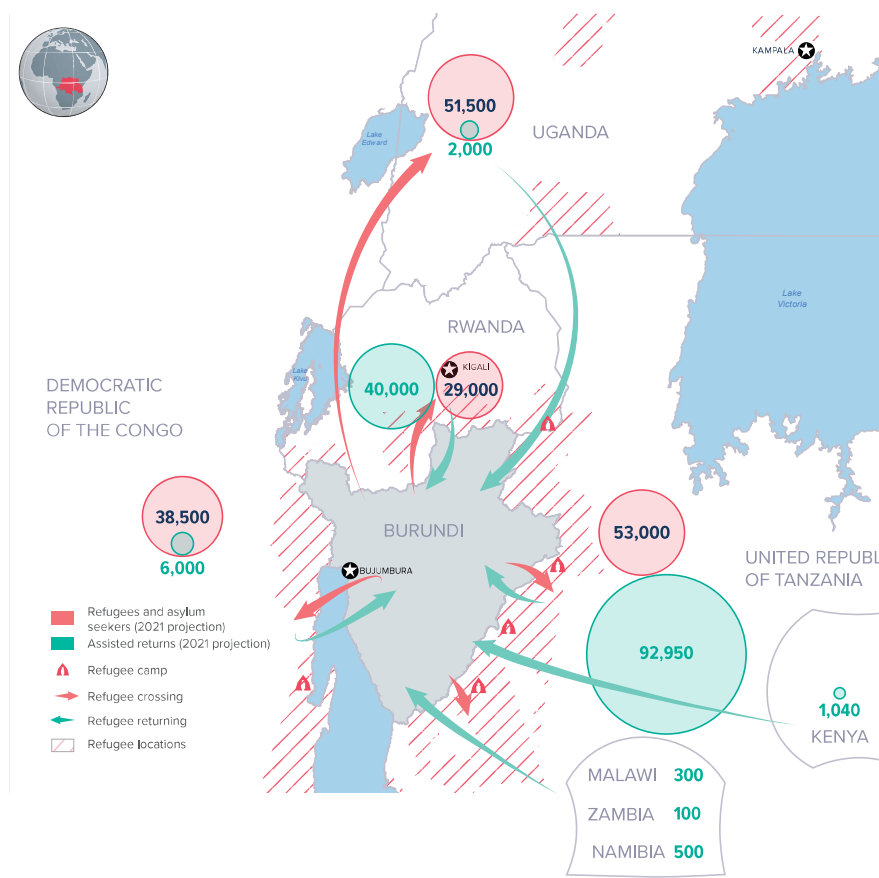 KAMPALA
51,500
2,000
UGANDA
Lake
Edward
Lake
Victoria
RWANDA
KİGALİ
40,000
29,000
Lake
Kivu
DEMOCRATIC
REPUBLIC
OF THE CONGO
38,500
6,000
BURUNDI
BUJUMBURA
53,000
UNITED REPUBL
OF TANZANIA
92,950
1,040
KENYA
Refugees and asylum
seekers (2021 projection)
Assisted returns (2021 projection)
Refugee camp
Refugee crossing
Refugee returning
Refugee locations
MALAWI 300
ZAMBIA 100
NAMIBIA 500